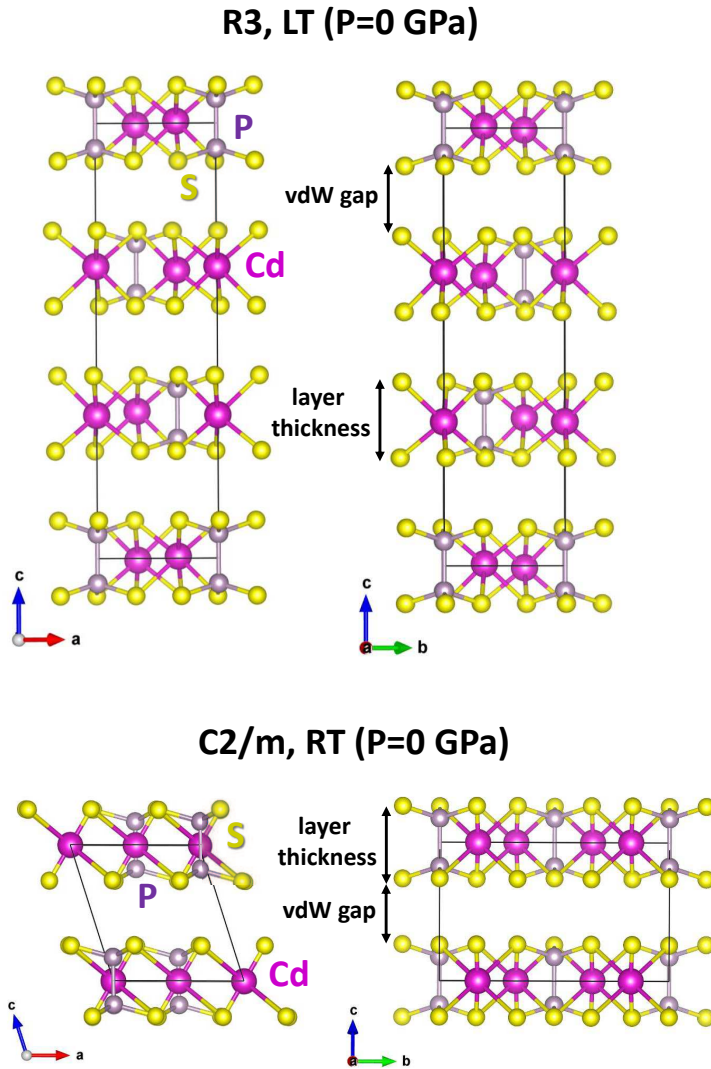 R3, LT (P=0 GPa)
P
S
vdW gap
Cd
layer
thickness
c
a
c
a
b
C2/m, RT (P=0 GPa)
S
P
layer
thickness
vdW gap
Cd
c
a
c
a
b